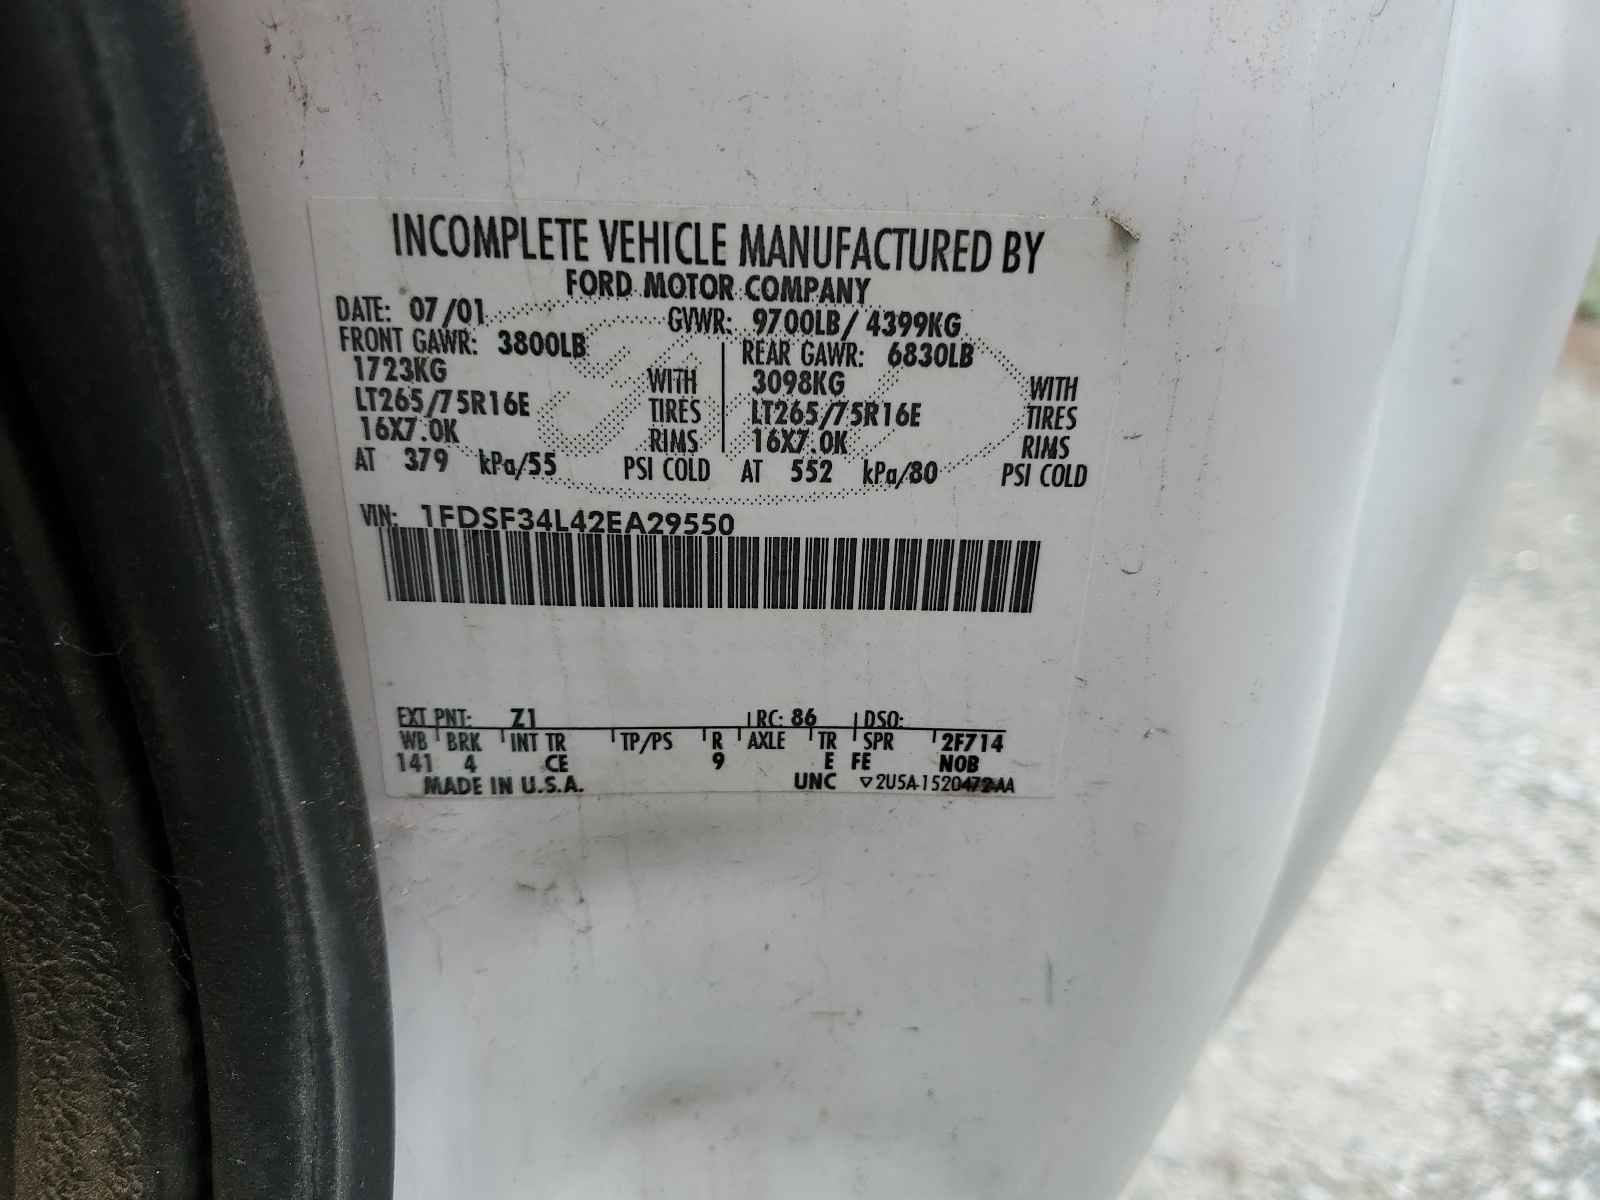 INCOMPLETE VEHICLE MANUFACTURED BY
FORD MOTOR COMPANY
DATE: 07/01 GVWR: 9700LB/ 4399KG
FRONT GAWR: 3800LB REAR GAWR: 6830LB
1723KG WITH 3098KG WITH
LT265/75R16E TIRES LT265/75R16E TIRES
16X7.0K RIMS 16X7.0K RIMS
AT 379 kPa/55 PSI COLD AT 552 kPa/80 PSI COLD
VIN: 1FDSF34L42EA29550
EXT PNT: Z1 RC: 86 DSO:
WB BRK INT TR TP/PS R AXLE TR SPR 2F714
141 4 CE 9 E FE N0B
MADE IN U.S.A. UNC ▽2U5A-1520472-AA